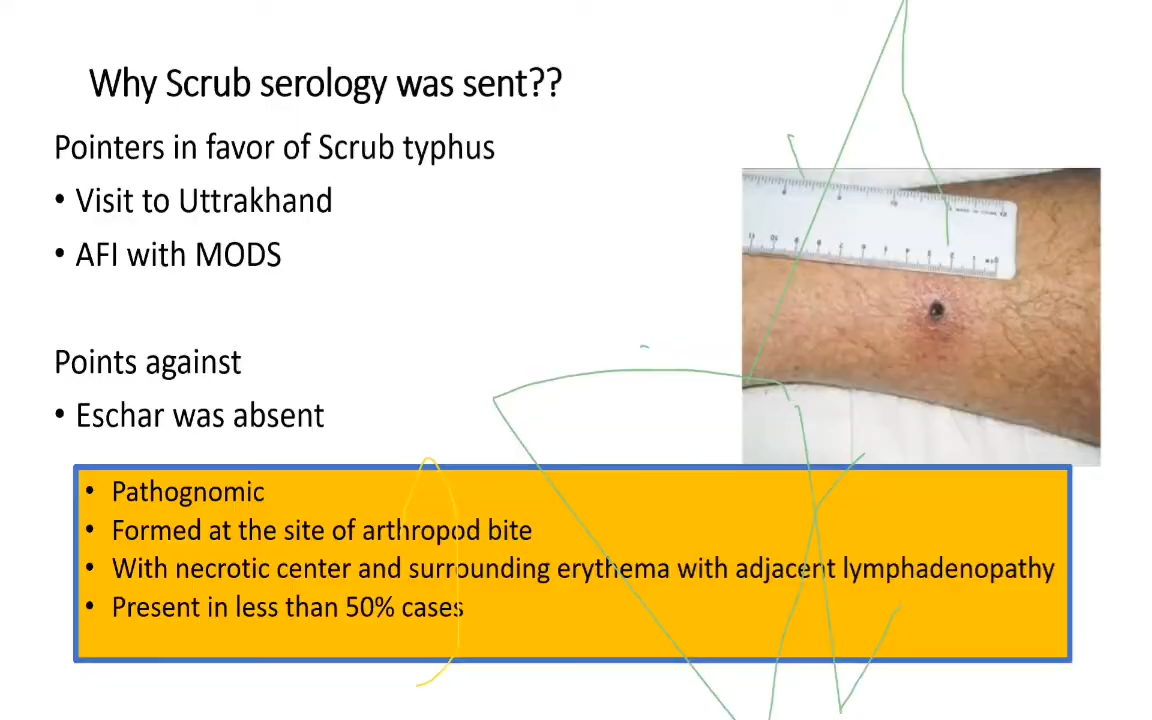 Why Scrub serology was sent??
Pointers in favor of Scrub typhus
• Visit to Uttrakhand
• AFI with MODS
Points against
• Eschar was absent
• Pathognomic
• Formed at the site of arthropod bite
• With necrotic center and surrounding erythema with adjacent lymphadenopathy
• Present in less than 50% cases